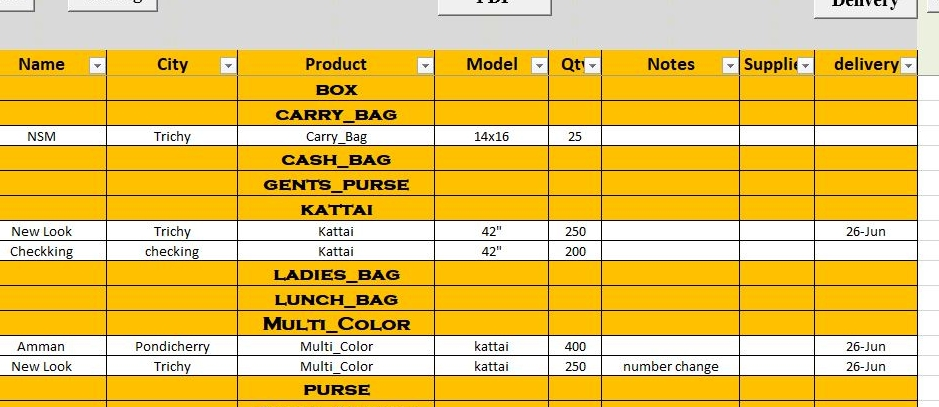 Delivery
Name City Product Model Qty Notes Supplie delivery
BOX
CARRY_BAG
NSM Trichy Carry_Bag 14x16 25
CASH_BAG
GENTS_PURSE
KATTAI
New Look Trichy Kattai 42" 250 26-Jun
Checkking checking Kattai 42" 200
LADIES_BAG
LUNCH_BAG
MULTI_COLOR
Amman Pondicherry Multi_Color kattai 400 26-Jun
New Look Trichy Multi_Color kattai 250 number change 26-Jun
PURSE